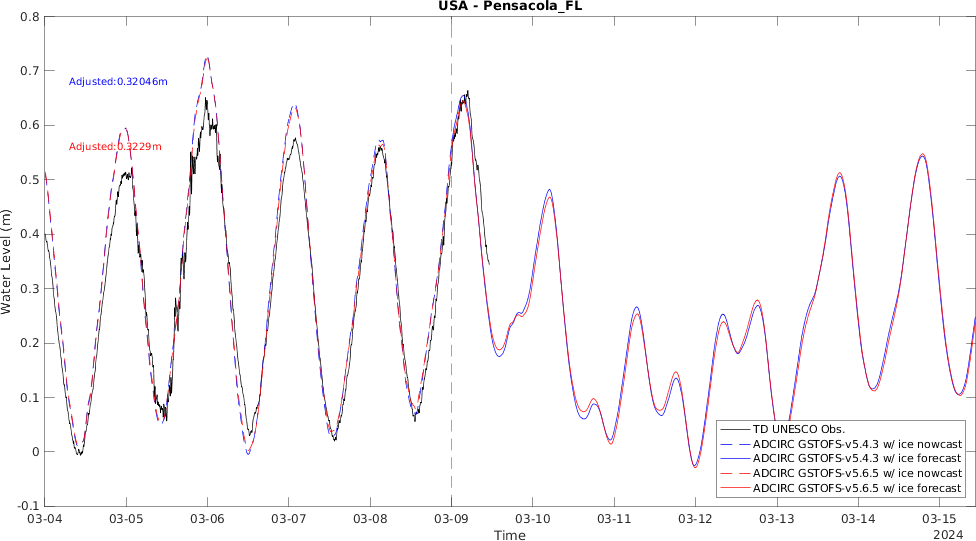 USA - Pensacola_FL
0.8
0.7
0.6
0.5
0.4
0.3
0.2
0.1
0
-0.1
Water Level (m)
Adjusted:0.32046m
Adjusted:0.3229m
TD UNESCO Obs.
ADCIRC GSTOFS-v5.4.3 w/ ice nowcast
ADCIRC GSTOFS-v5.4.3 w/ ice forecast
ADCIRC GSTOFS-v5.6.5 w/ ice nowcast
ADCIRC GSTOFS-v5.6.5 w/ ice forecast
03-04 03-05 03-06 03-07 03-08 03-09 03-10 03-11 03-12 03-13 03-14 03-15
Time
2024